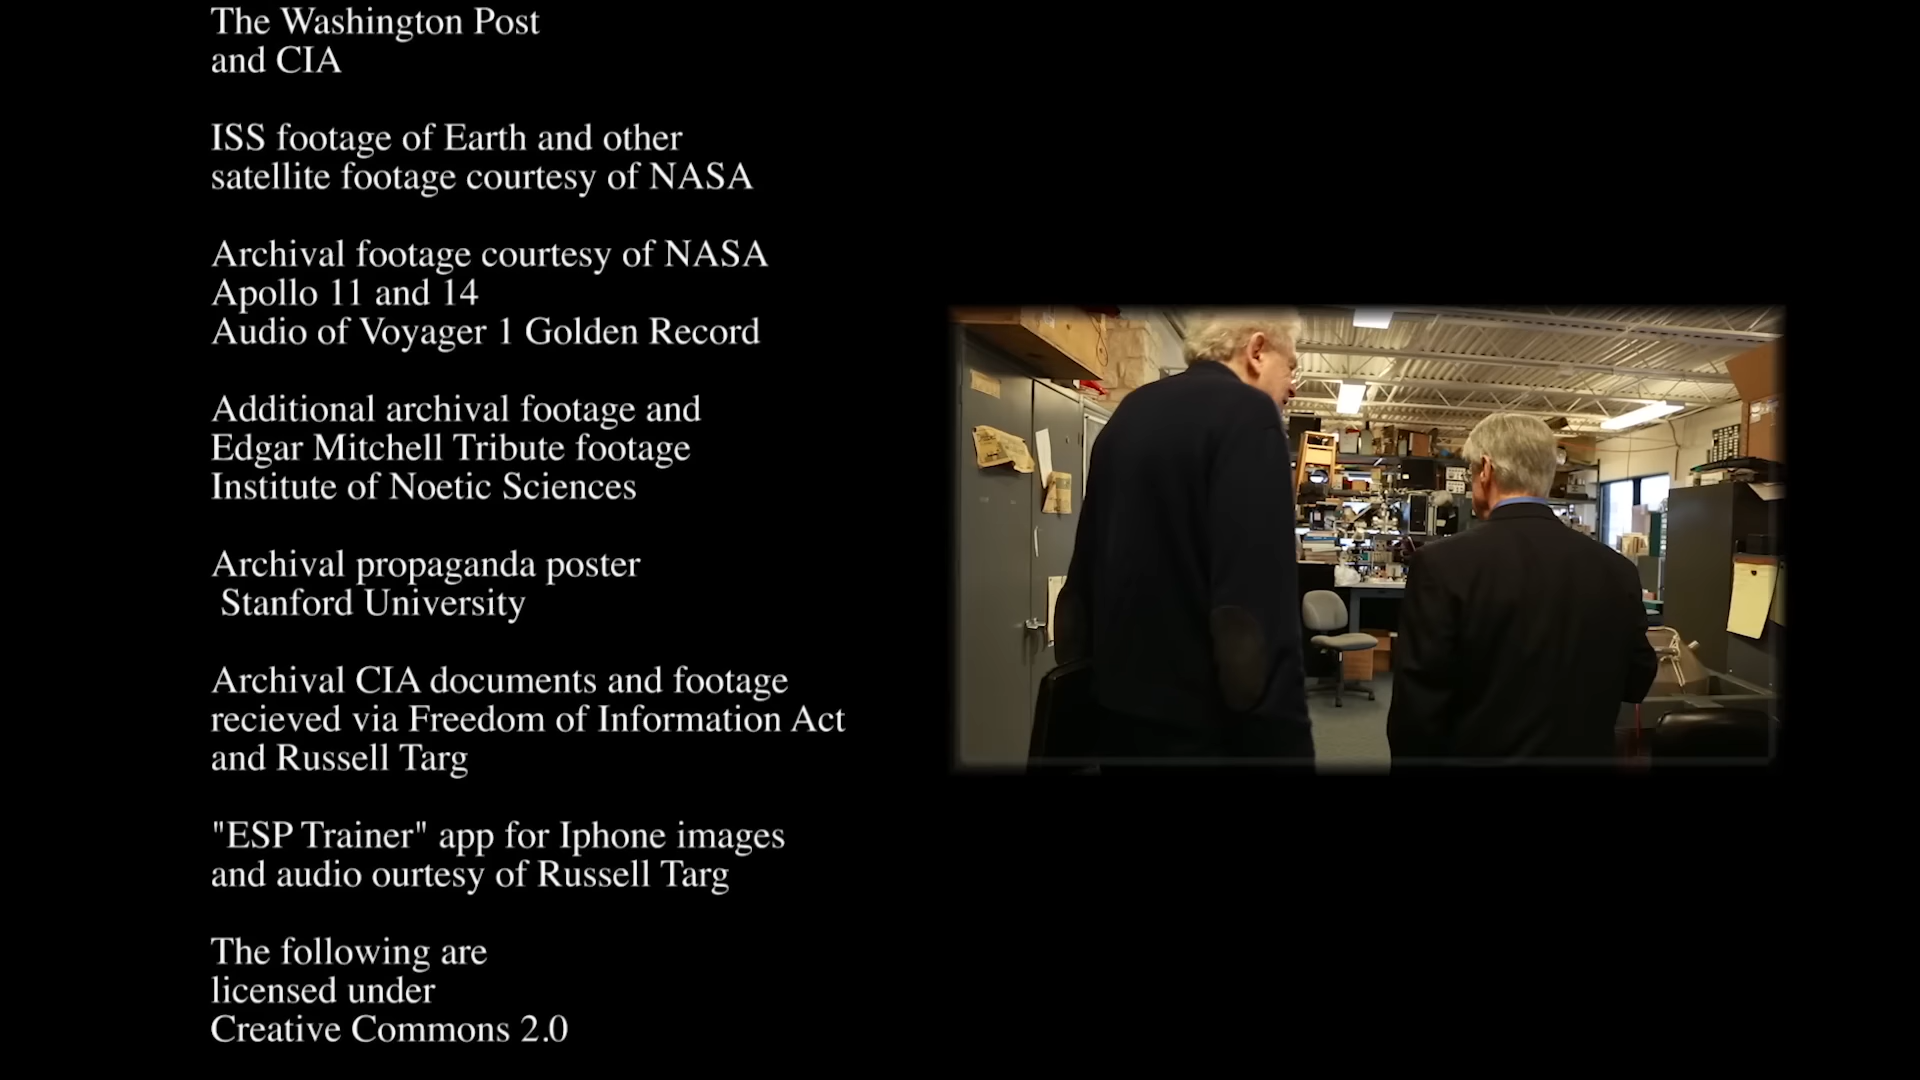 The Washington Post
and CIA
ISS footage of Earth and other
satellite footage courtesy of NASA
Archival footage courtesy of NASA
Apollo 11 and 14
Audio of Voyager 1 Golden Record
Additional archival footage and
Edgar Mitchell Tribute footage
Institute of Noetic Sciences
Archival propaganda poster
Stanford University
Archival CIA documents and footage
recieved via Freedom of Information Act
and Russell Targ
"ESP Trainer" app for Iphone images
and audio ourtesy of Russell Targ
The following are
licensed under
Creative Commons 2.0